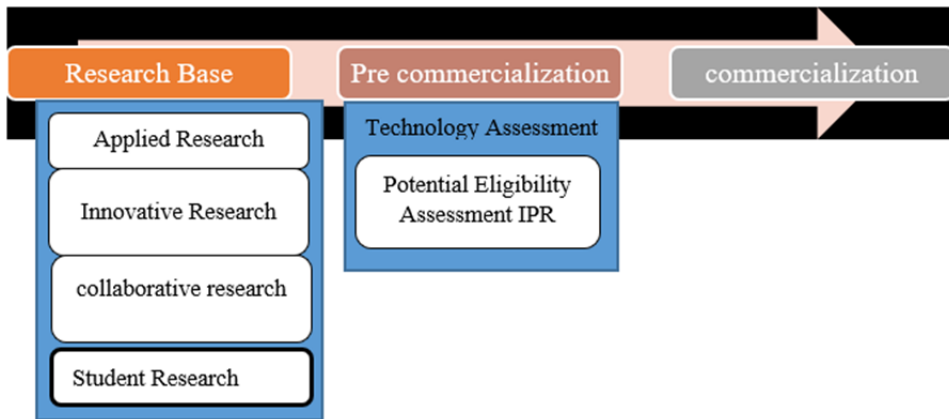 Research Base
Pre commercialization
commercialization
Applied Research
Innovative Research
collaborative research
Student Research
Technology Assessment
Potential Eligibility
Assessment IPR